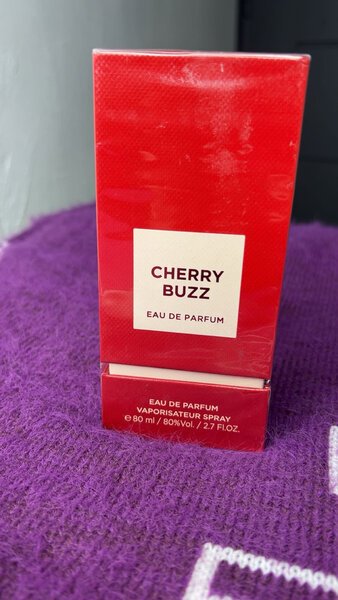 CHERRY
BUZZ
EAU DE PARFUM
EAU DE PARFUM
VAPORISATEUR SPRAY
℮ 80 ml / 80%Vol. / 2.7 Fl.OZ.